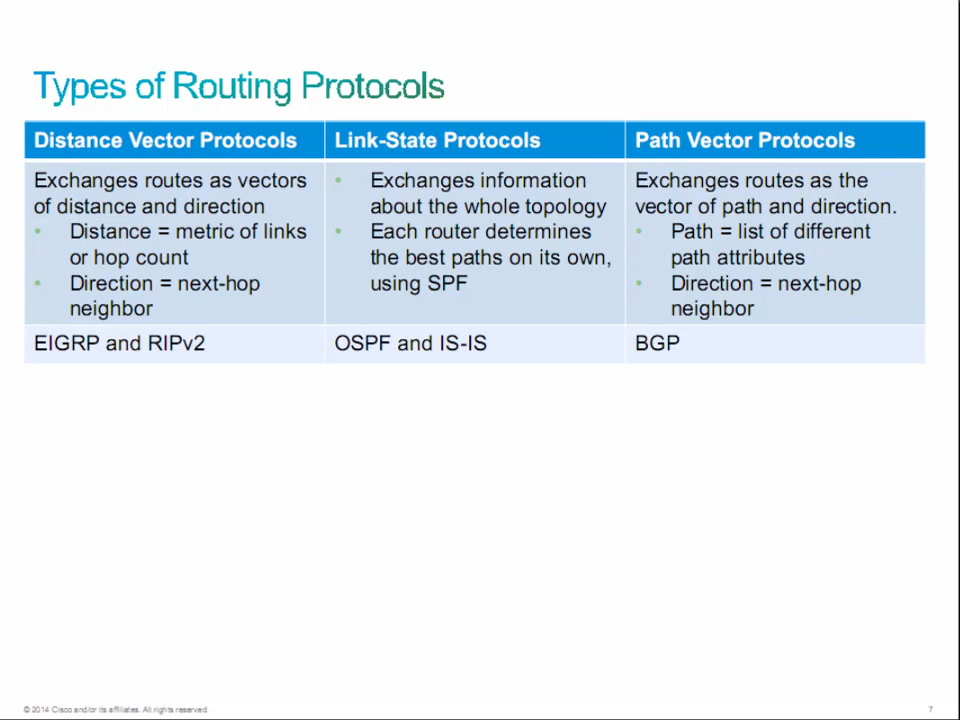 Types of Routing Protocols
Distance Vector Protocols
Link-State Protocols
Path Vector Protocols
Exchanges routes as vectors
of distance and direction
• Distance = metric of links
or hop count
• Direction = next-hop
neighbor
• Exchanges information
about the whole topology
• Each router determines
the best paths on its own,
using SPF
Exchanges routes as the
vector of path and direction.
• Path = list of different
path attributes
• Direction = next-hop
neighbor
EIGRP and RIPv2
OSPF and IS-IS
BGP
© 2014 Cisco and/or its affiliates. All rights reserved.
7